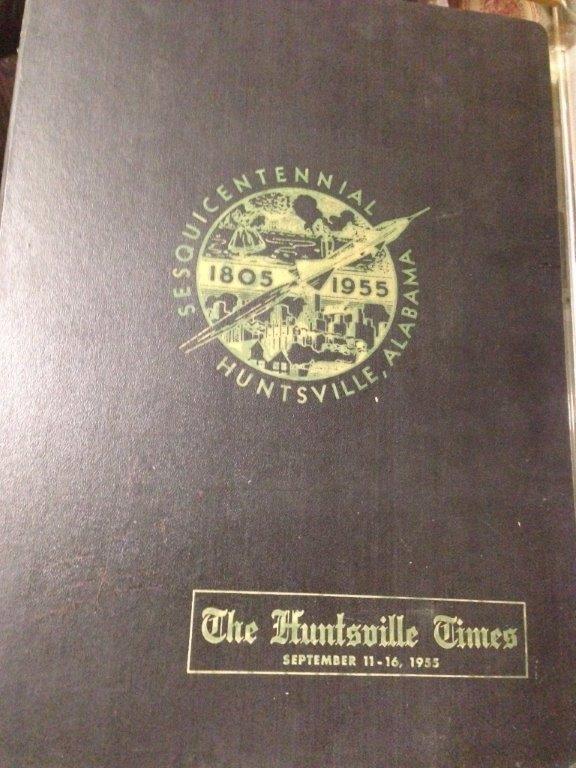 SESQUICENTENNIAL
1805 1955
HUNTSVILLE, ALABAMA
The Huntsville Times
SEPTEMBER 11-16, 1955